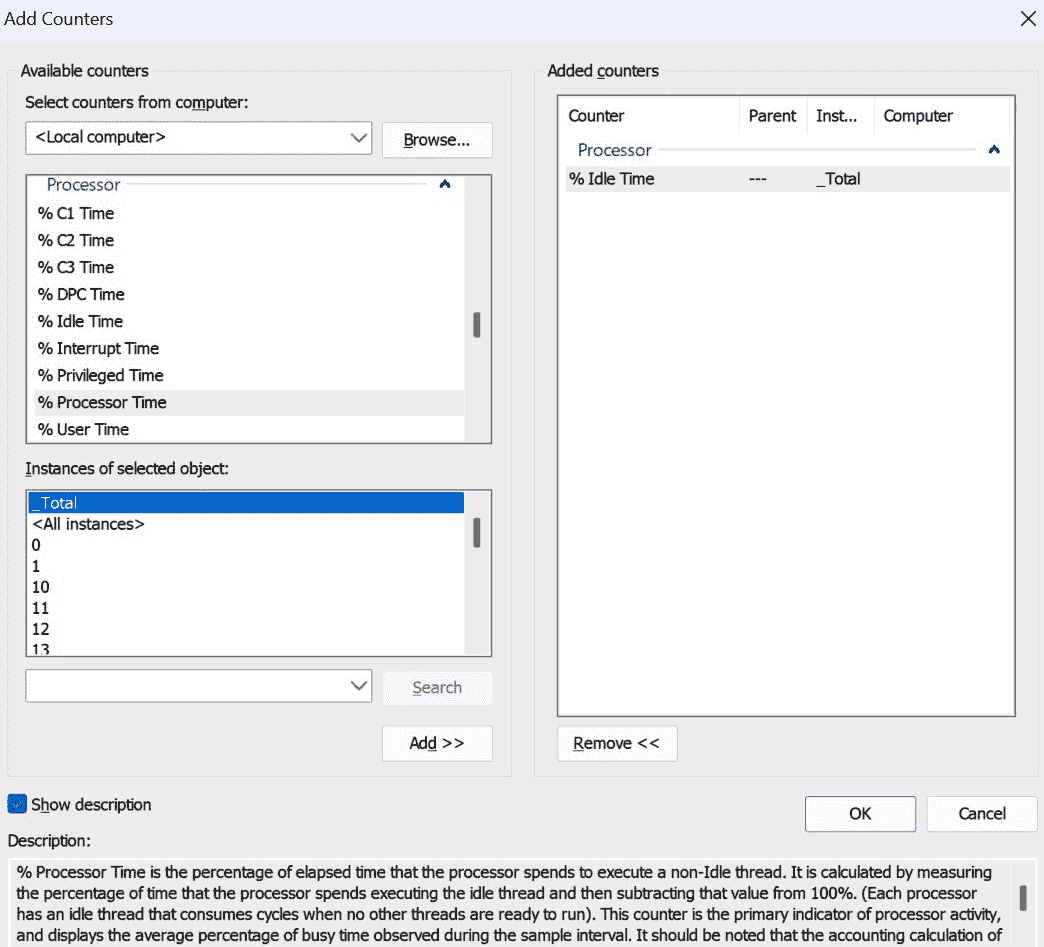 Add Counters
Available counters
Select counters from computer:
<Local computer>
Browse...
Processor
% C1 Time
% C2 Time
% C3 Time
% DPC Time
% Idle Time
% Interrupt Time
% Privileged Time
% Processor Time
% User Time
Instances of selected object:
_Total
<All instances>
0
1
10
11
12
13
Search
Add >>
Added counters
Counter Parent Inst... Computer
Processor
% Idle Time --- _Total
Remove <<
Show description
OK Cancel
Description:
% Processor Time is the percentage of elapsed time that the processor spends to execute a non-Idle thread. It is calculated by measuring
the percentage of time that the processor spends executing the idle thread and then subtracting that value from 100%. (Each processor
has an idle thread that consumes cycles when no other threads are ready to run). This counter is the primary indicator of processor activity,
and displays the average percentage of busy time observed during the sample interval. It should be noted that the accounting calculation of